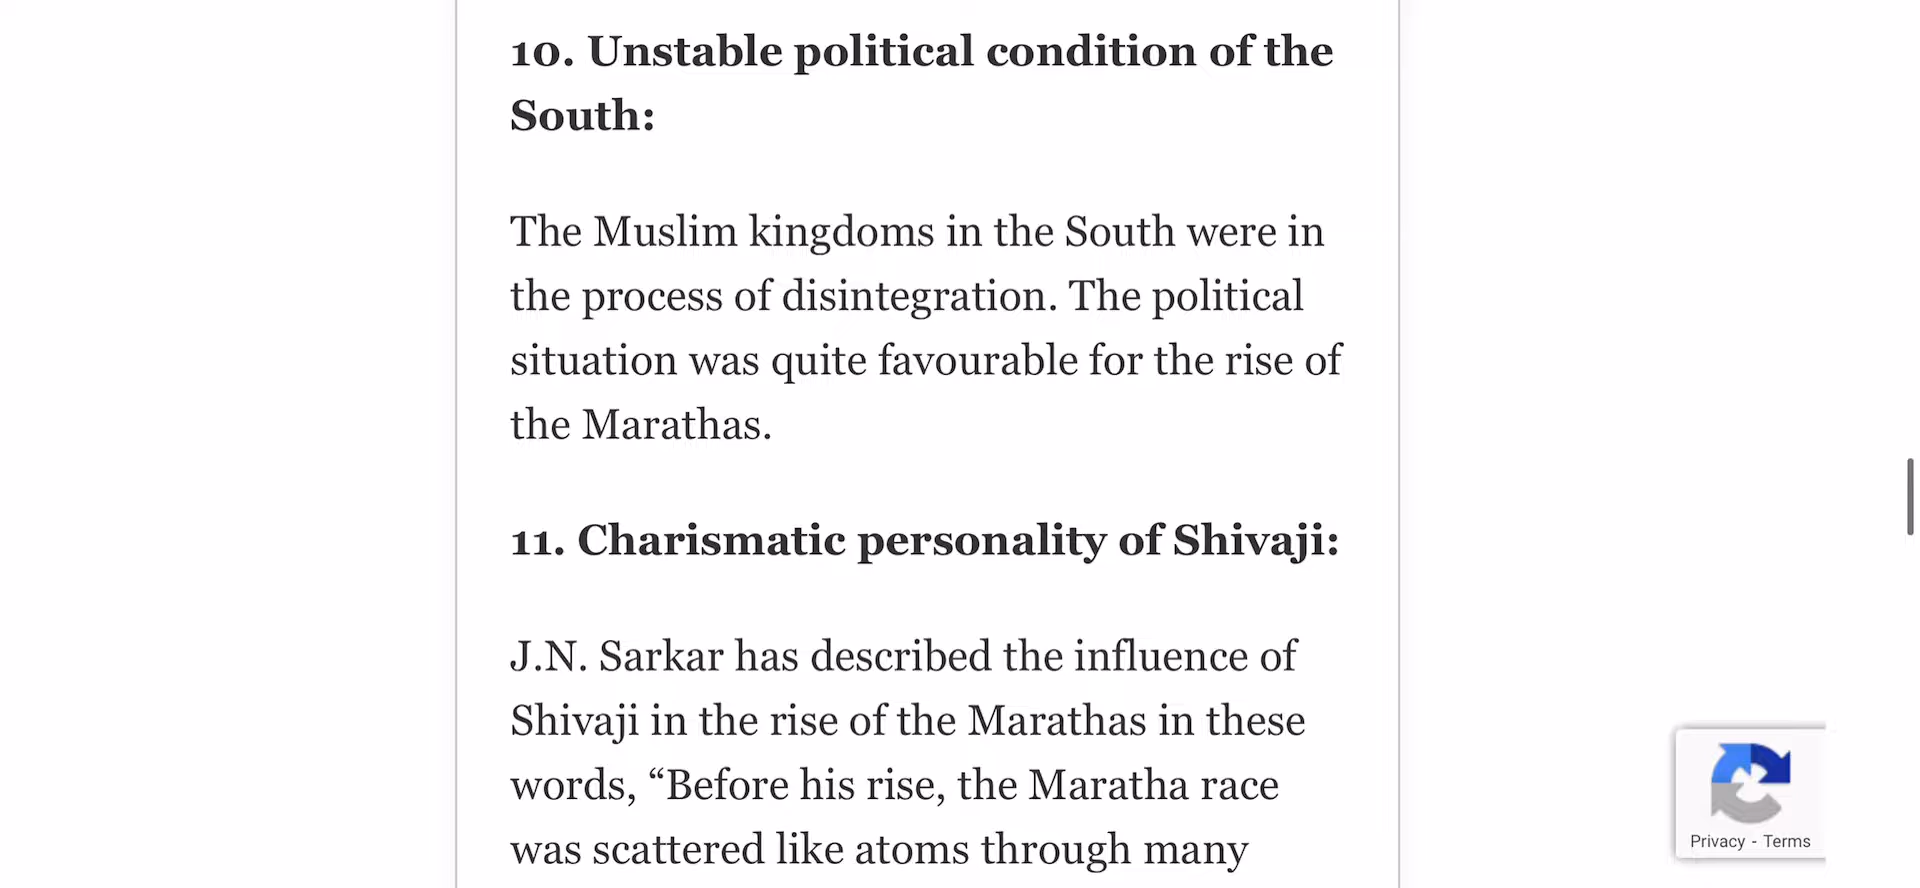 10. Unstable political condition of the
South:
The Muslim kingdoms in the South were in
the process of disintegration. The political
situation was quite favourable for the rise of
the Marathas.
11. Charismatic personality of Shivaji:
J.N. Sarkar has described the influence of
Shivaji in the rise of the Marathas in these
words, “Before his rise, the Maratha race
was scattered like atoms through many
Privacy - Terms